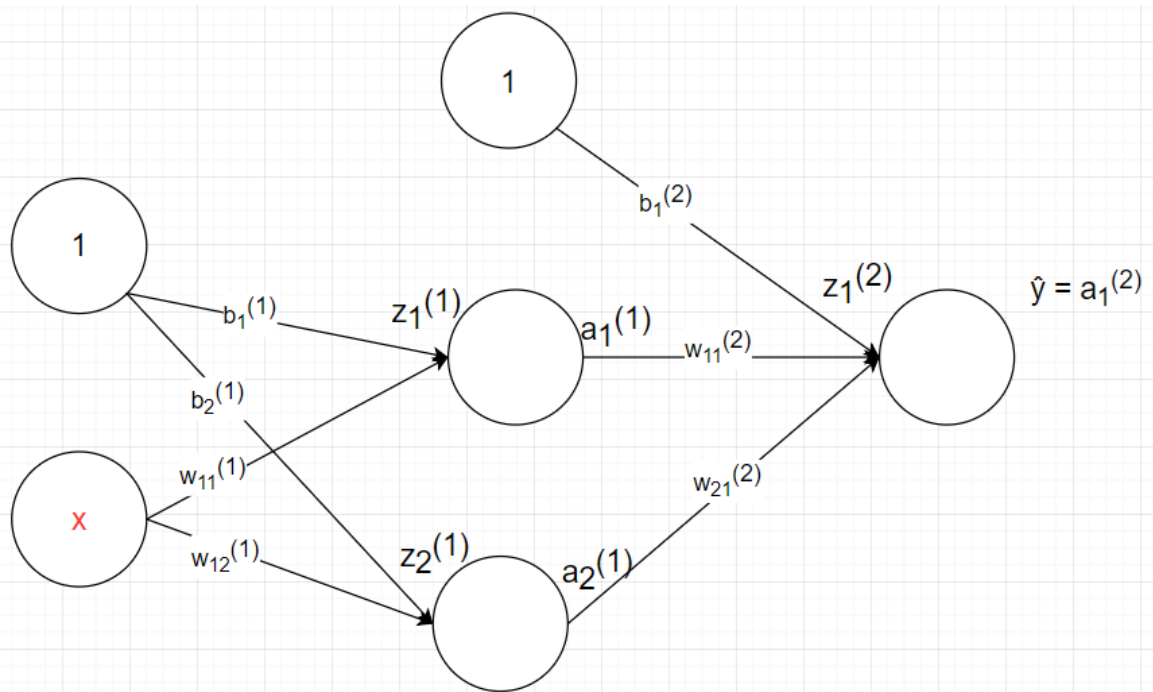 1
b₁(2)
1
b₁(1)
z₁(1)
a₁(1)
w₁₁(2)
z₁(2)
ŷ = a₁(2)
b₂(1)
w₁₁(1)
w₂₁(2)
x
w₁₂(1)
z₂(1)
a₂(1)